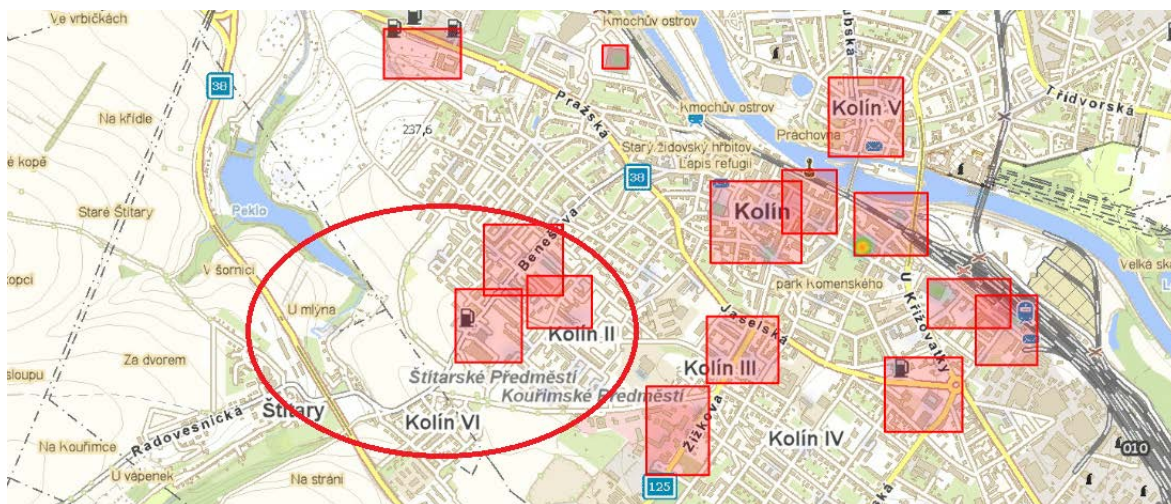 Ve vrbičkách
Kmochův ostrov
38
Pražská
Na křídle
237,6
Kmochův ostrov
Prachovna
Kolín V
Třídvorská
Starý židovský hřbitov
Lapis refugii
38
Staré Štítary
Peklo
Benešova
Kolín
V šornici
Velká
U mlýna
park Komenského
U Křižovatky
Kolín II
Jaselská
Za dvorem
Štítarské Předměstí
Kolín III
sloupu
Kouřimské Předměstí
Štítary
Kolín VI
Radovesnická
Žižkova
Kolín IV
Na Kouřimce
010
U vápenek
Na stráni
125